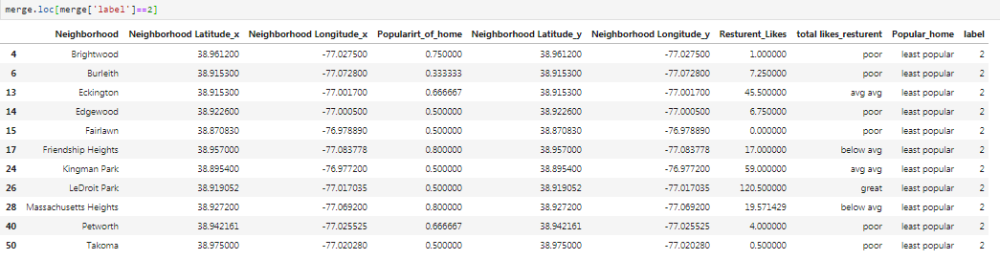 merge.loc[merge['label']==2]
Neighborhood Neighborhood Latitude_x Neighborhood Longitude_x Popularirt_of_home Neighborhood Latitude_y Neighborhood Longitude_y Resturent_Likes total likes_resturent Popular_home label
4 Brightwood 38.961200 -77.027500 0.750000 38.961200 -77.027500 1.000000 poor least popular 2
6 Burleith 38.915300 -77.072800 0.333333 38.915300 -77.072800 7.250000 poor least popular 2
13 Eckington 38.915300 -77.001700 0.666667 38.915300 -77.001700 45.500000 avg avg least popular 2
14 Edgewood 38.922600 -77.000500 0.500000 38.922600 -77.000500 6.750000 poor least popular 2
15 Fairlawn 38.870830 -76.978890 0.500000 38.870830 -76.978890 0.000000 poor least popular 2
17 Friendship Heights 38.957000 -77.083778 0.800000 38.957000 -77.083778 17.000000 below avg least popular 2
24 Kingman Park 38.895400 -76.977200 0.500000 38.895400 -76.977200 59.000000 avg avg least popular 2
26 LeDroit Park 38.919052 -77.017035 0.500000 38.919052 -77.017035 120.500000 great least popular 2
28 Massachusetts Heights 38.927200 -77.069200 0.800000 38.927200 -77.069200 19.571429 below avg least popular 2
40 Petworth 38.942161 -77.025525 0.666667 38.942161 -77.025525 4.000000 poor least popular 2
50 Takoma 38.975000 -77.020280 0.500000 38.975000 -77.020280 0.500000 poor least popular 2